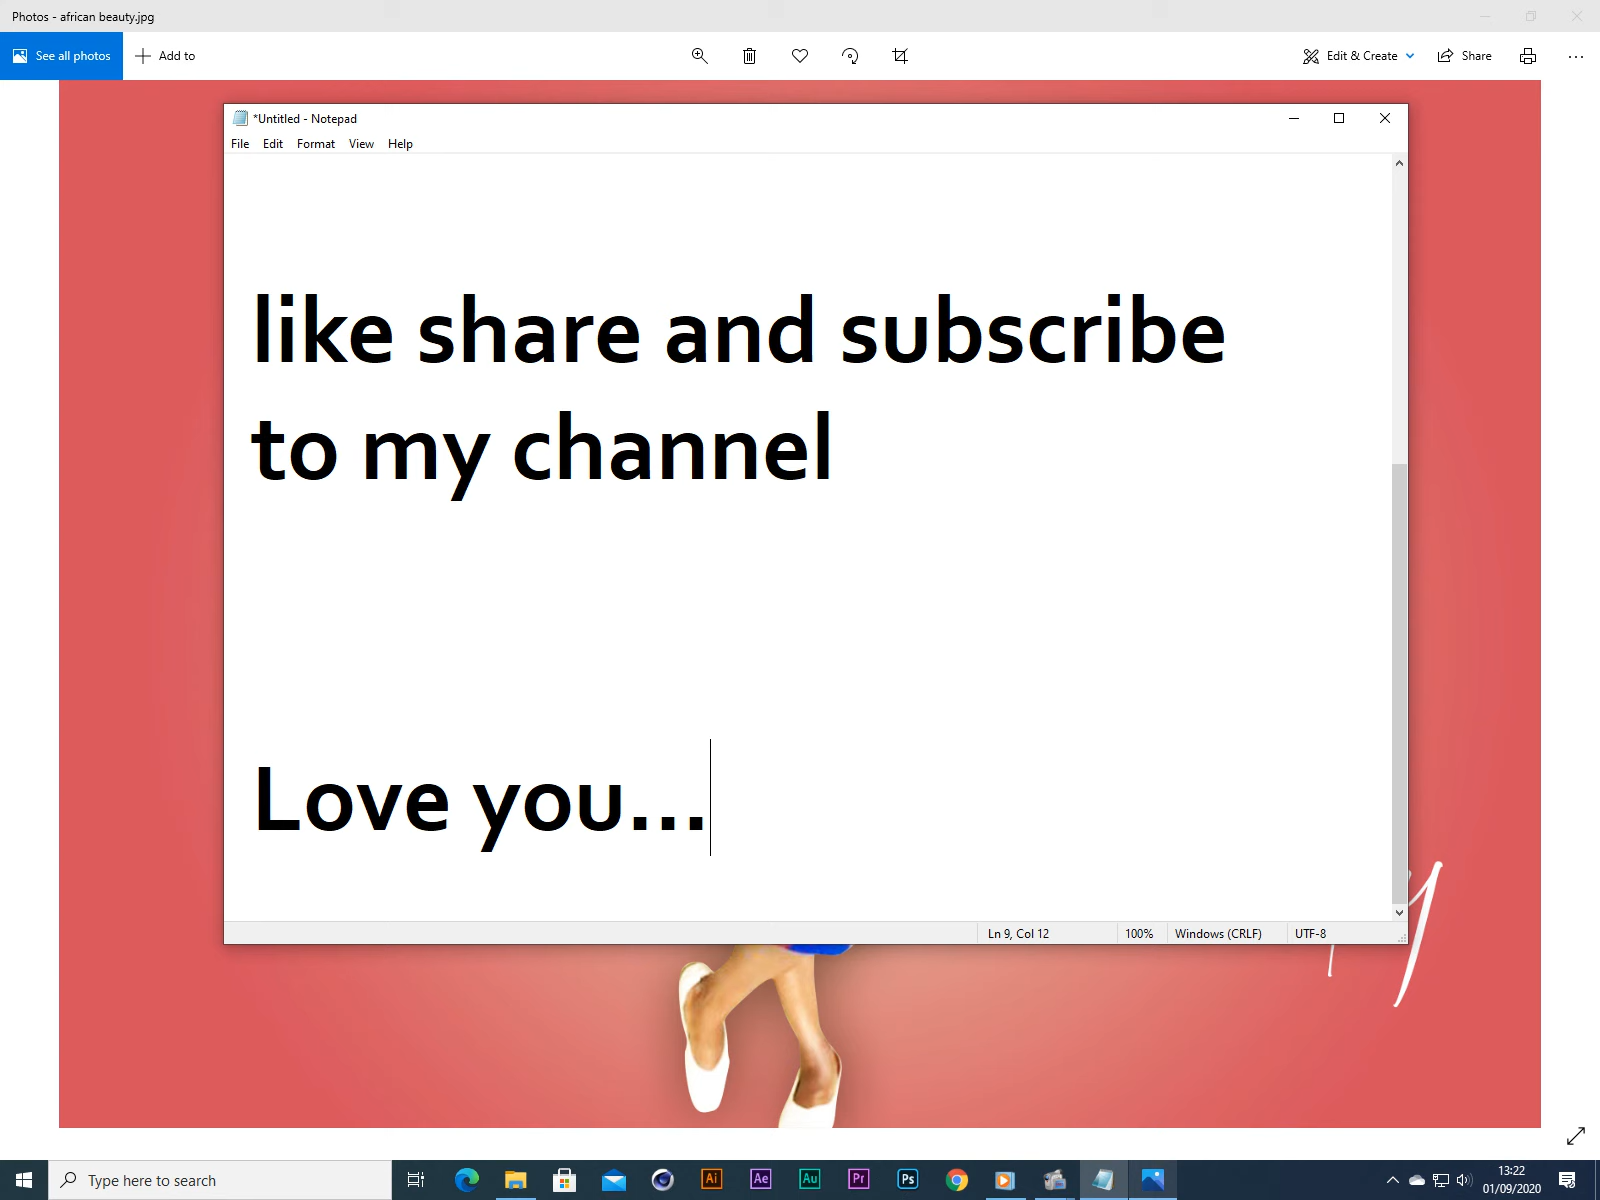 Photos - african beauty.jpg
See all photos
Add to
Edit & Create
Share
*Untitled - Notepad
File Edit Format View Help
like share and subscribe
to my channel
Love you...
Ln 9, Col 12
100%
Windows (CRLF)
UTF-8
y
Type here to search
Ai
Ae
Au
Pr
Ps
13:22
01/09/2020